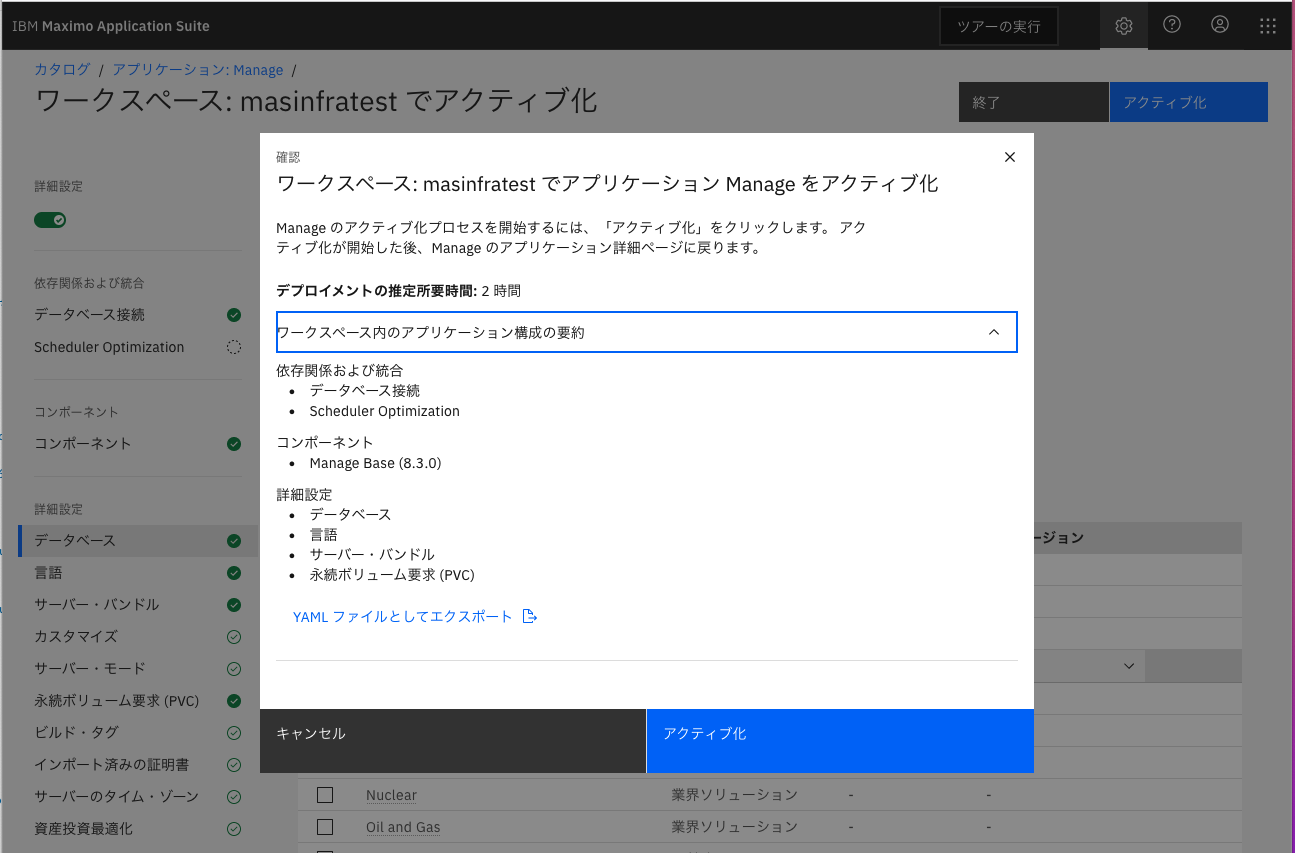 IBM Maximo Application Suite
ツアーの実行
カタログ / アプリケーション: Manage /
ワークスペース: masinfratest でアクティブ化
終了
アクティブ化
詳細設定
依存関係および統合
データベース接続
Scheduler Optimization
コンポーネント
コンポーネント
詳細設定
データベース
言語
サーバー・バンドル
カスタマイズ
サーバー・モード
永続ボリューム要求 (PVC)
ビルド・タグ
インポート済みの証明書
サーバーのタイム・ゾーン
資産投資最適化
確認
ワークスペース: masinfratest でアプリケーション Manage をアクティブ化
Manage のアクティブ化プロセスを開始するには、「アクティブ化」をクリックします。 アク
ティブ化が開始した後、Manage のアプリケーション詳細ページに戻ります。
デプロイメントの推定所要時間: 2 時間
ワークスペース内のアプリケーション構成の要約
依存関係および統合
• データベース接続
• Scheduler Optimization
コンポーネント
• Manage Base (8.3.0)
詳細設定
• データベース
• 言語
• サーバー・バンドル
• 永続ボリューム要求 (PVC)
YAML ファイルとしてエクスポート
キャンセル
アクティブ化
ージョン
Nuclear 業界ソリューション - -
Oil and Gas 業界ソリューション - -